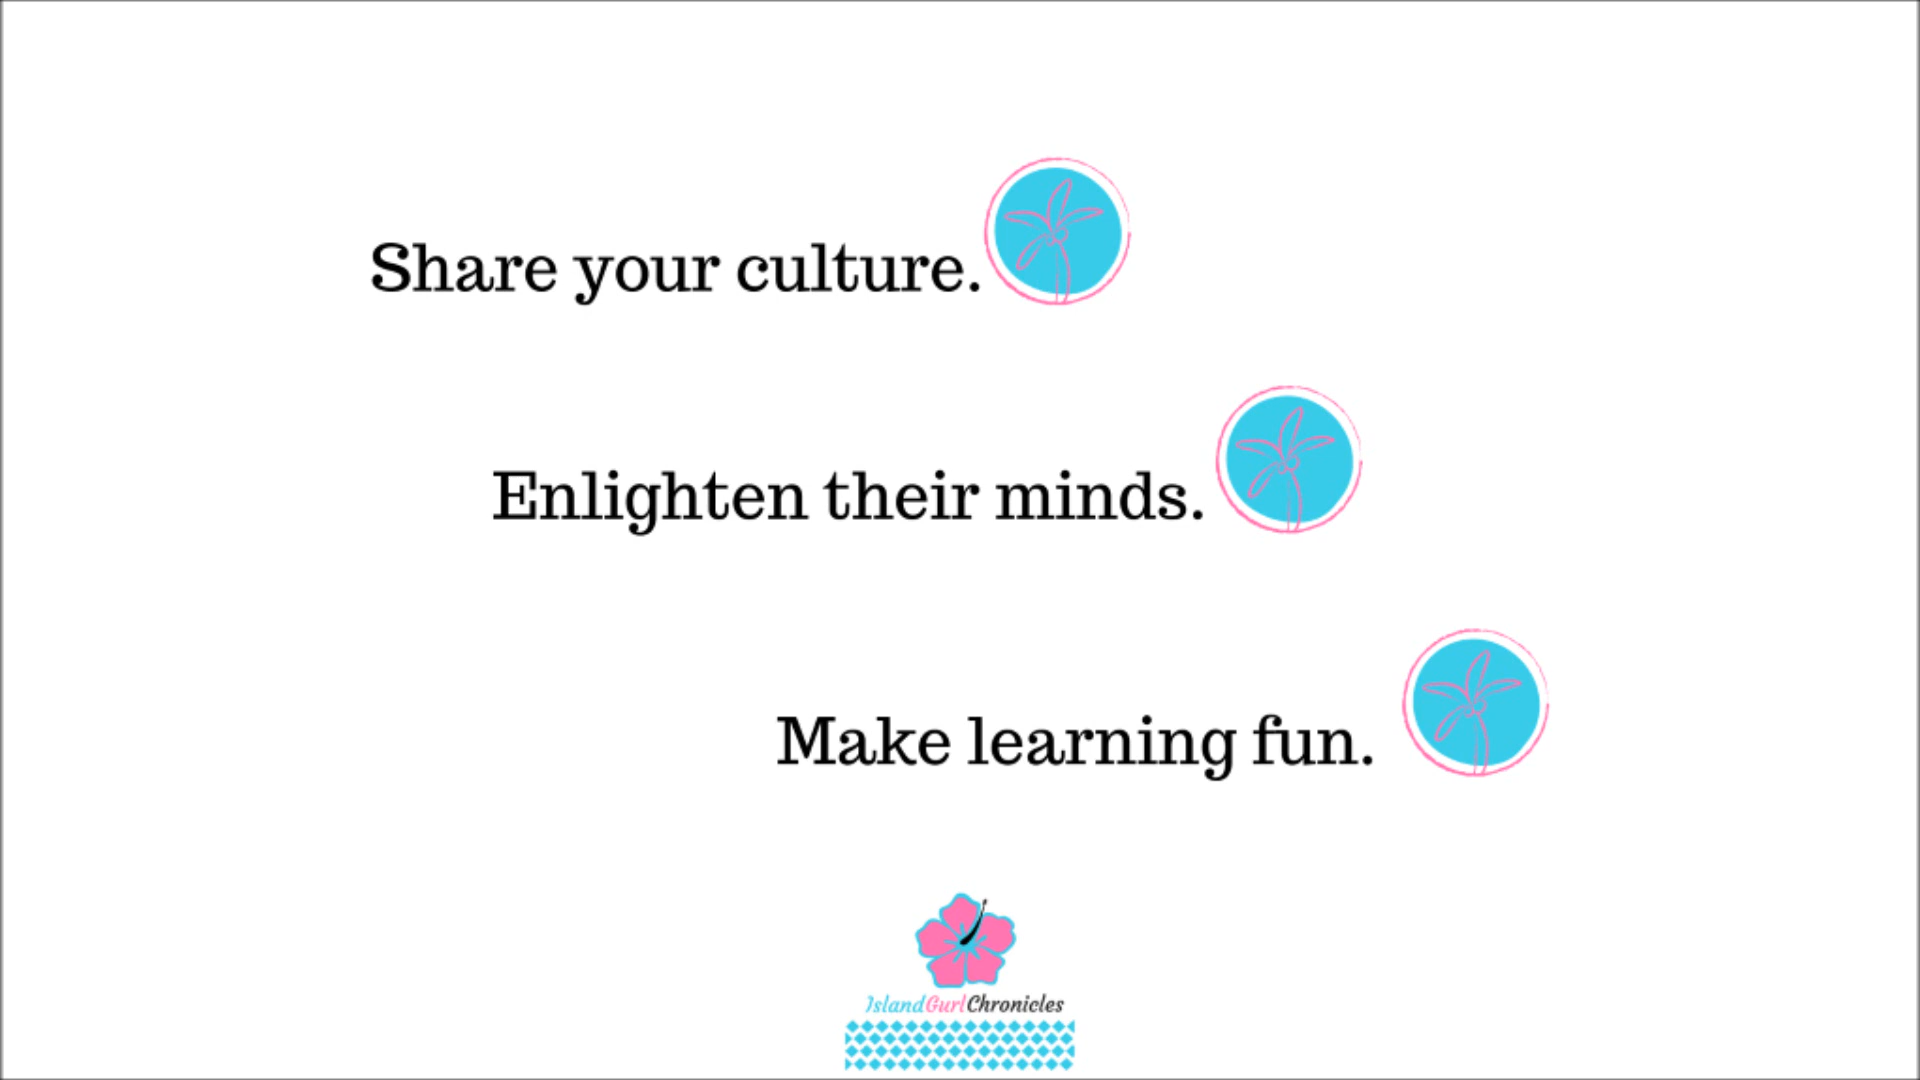 Share your culture.
Enlighten their minds.
Make learning fun.
IslandGurlChronicles